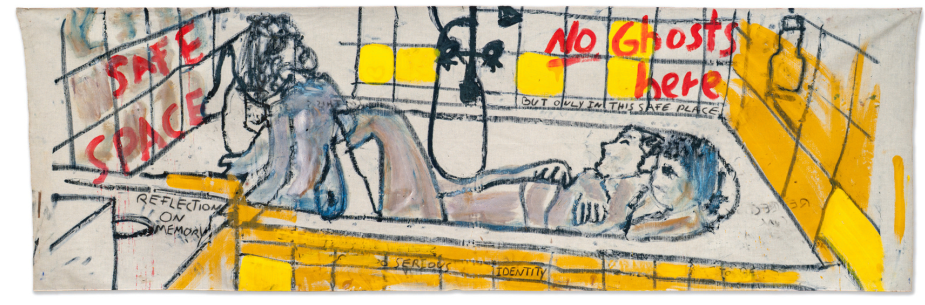 SAFE
SPACE
NO Ghosts
here
BUT ONLY IN THIS SAFE PLACE
REFLECTION
ON
MEMORY
SERIOUS
IDENTITY